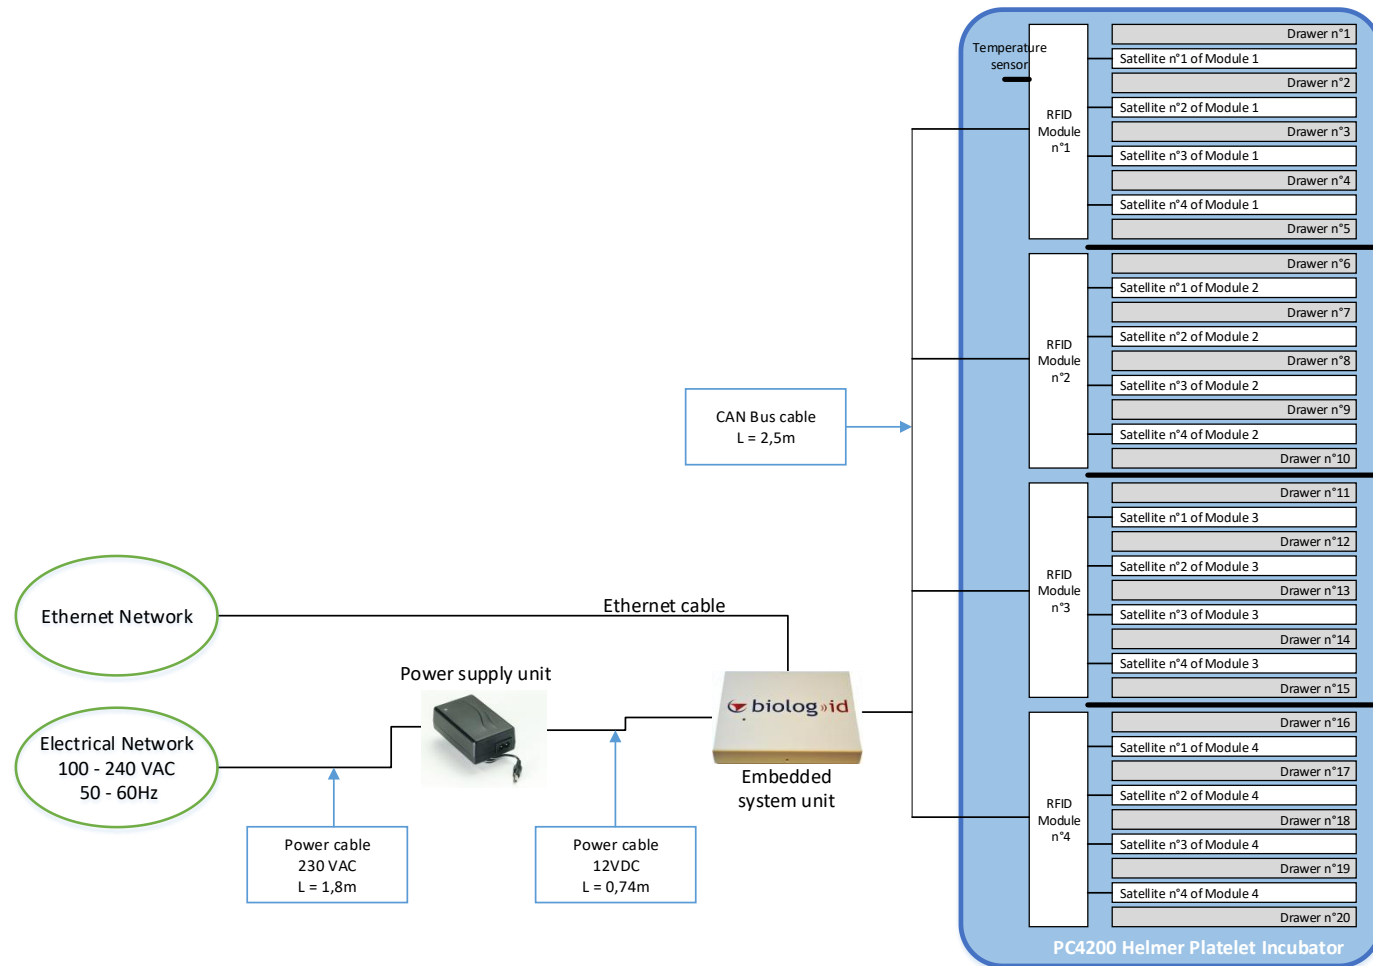 Temperature
sensor
RFID
Module
n°1
Drawer n°1
Satellite n°1 of Module 1
Drawer n°2
Satellite n°2 of Module 1
Drawer n°3
Satellite n°3 of Module 1
Drawer n°4
Satellite n°4 of Module 1
Drawer n°5
RFID
Module
n°2
Drawer n°6
Satellite n°1 of Module 2
Drawer n°7
Satellite n°2 of Module 2
Drawer n°8
Satellite n°3 of Module 2
Drawer n°9
Satellite n°4 of Module 2
Drawer n°10
CAN Bus cable
L = 2,5m
RFID
Module
n°3
Drawer n°11
Satellite n°1 of Module 3
Drawer n°12
Satellite n°2 of Module 3
Drawer n°13
Satellite n°3 of Module 3
Drawer n°14
Satellite n°4 of Module 3
Drawer n°15
Ethernet Network
Ethernet cable
Power supply unit
biolog id
Embedded
system unit
Electrical Network
100 - 240 VAC
50 - 60Hz
Power cable
230 VAC
L = 1,8m
Power cable
12VDC
L = 0,74m
RFID
Module
n°4
Drawer n°16
Satellite n°1 of Module 4
Drawer n°17
Satellite n°2 of Module 4
Drawer n°18
Satellite n°3 of Module 4
Drawer n°19
Satellite n°4 of Module 4
Drawer n°20
PC4200 Helmer Platelet Incubator